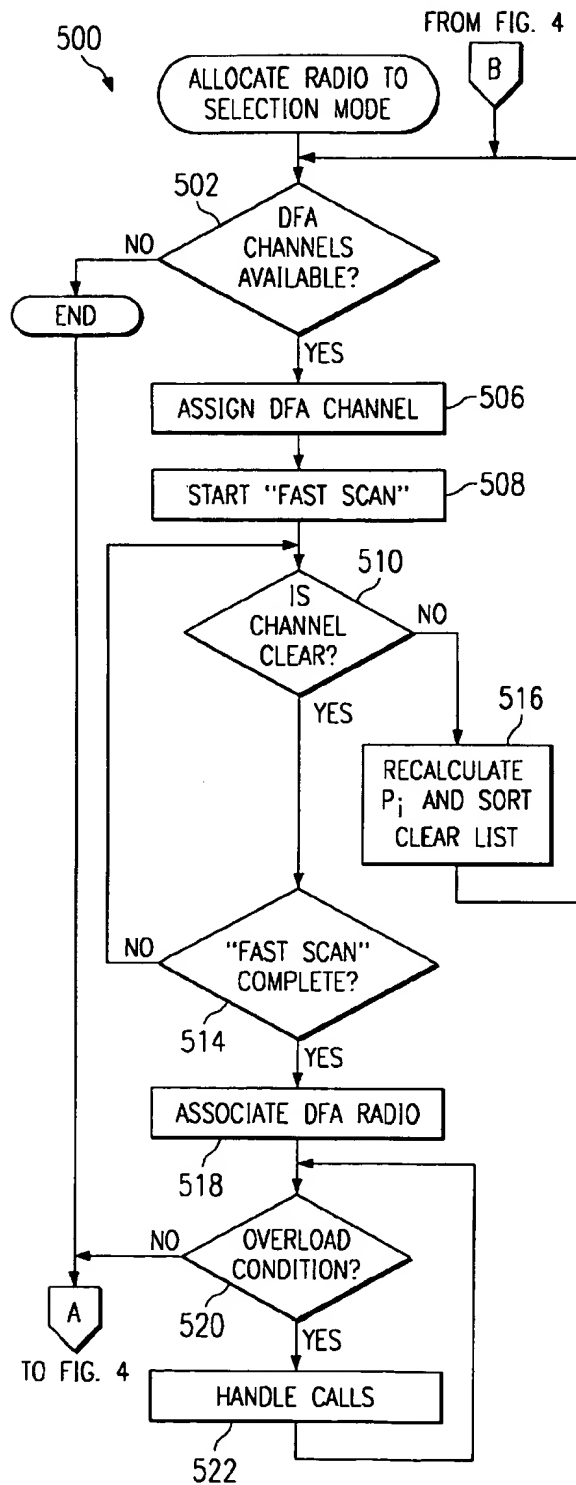 FROM FIG. 4
500
B
ALLOCATE RADIO TO
SELECTION MODE
502
DFA
CHANNELS
AVAILABLE?
NO
END
YES
ASSIGN DFA CHANNEL
506
START "FAST SCAN"
508
510
IS
CHANNEL
CLEAR?
NO
YES
516
RECALCULATE
Pi AND SORT
CLEAR LIST
NO
"FAST SCAN"
COMPLETE?
514
YES
ASSOCIATE DFA RADIO
518
NO
OVERLOAD
CONDITION?
520
A
TO FIG. 4
YES
HANDLE CALLS
522